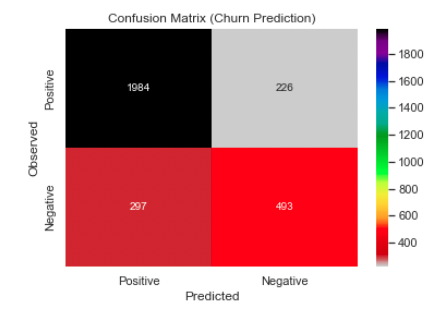 Confusion Matrix (Churn Prediction)
Observed
Positive
Negative
1984
226
297
493
Positive
Negative
Predicted
1800
1600
1400
1200
1000
800
600
400